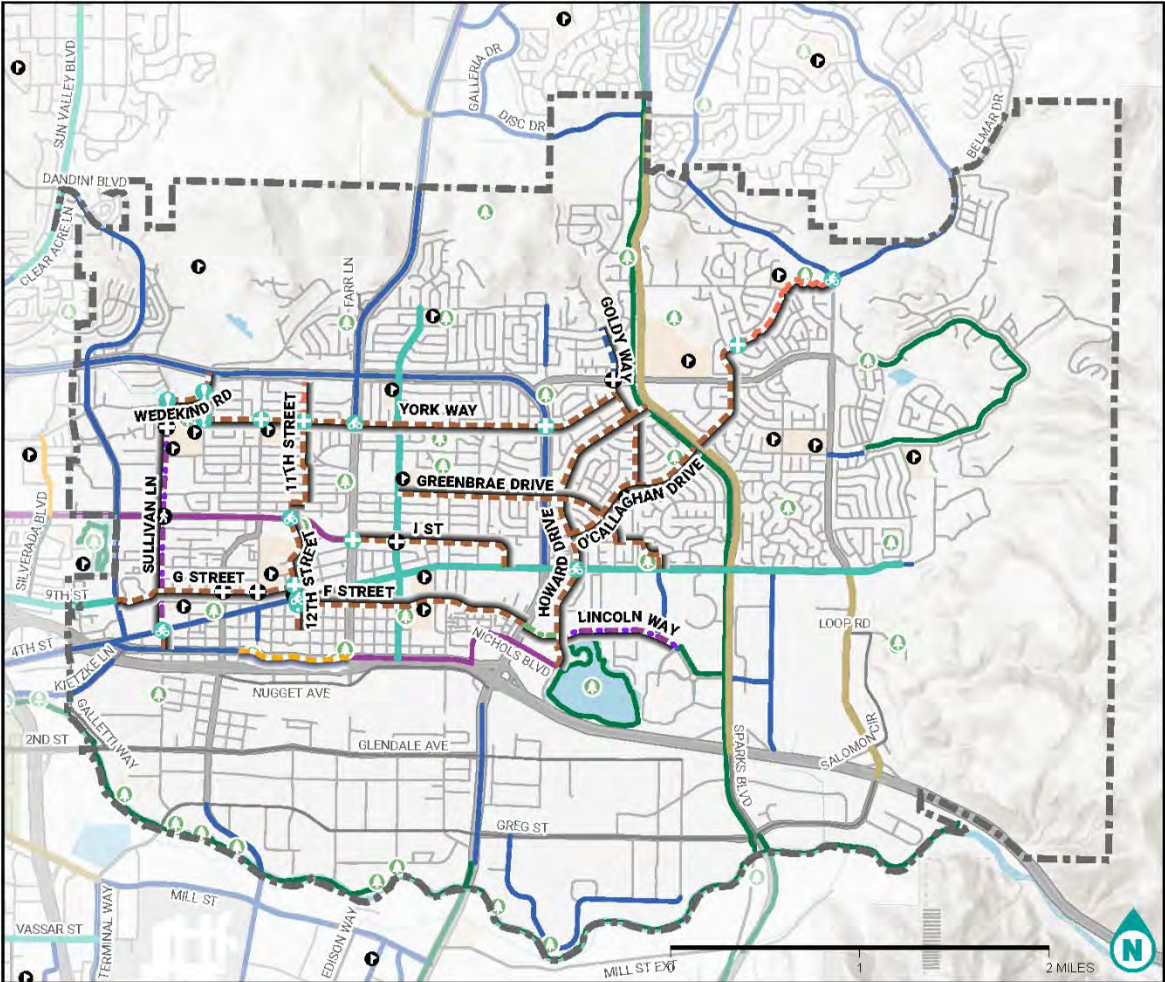 SUN VALLEY BLVD
GALLERIA DR
DISC DR
BELMAR DR
DANDINI BLVD
CLEAR ACRE LN
FARR LN
GOLDY WAY
WEDEKIND RD
11TH STREET
YORK WAY
SILVERADA BLVD
SULLIVAN LN
GREENBRAE DRIVE
O'CALLAGHAN DRIVE
I ST
HOWARD DRIVE
G STREET
12TH STREET
F STREET
9TH ST
LINCOLN WAY
LOOP RD
4TH ST
KIETZKE LN
NICHOLS BLVD
NUGGET AVE
GALLETTI WAY
2ND ST
GLENDALE AVE
SPARKS BLVD
SALOMON CIR
GREG ST
MILL ST
VASSAR ST
TERMINAL WAY
EDISON WAY
MILL ST EXT
0 1 2 MILES
N